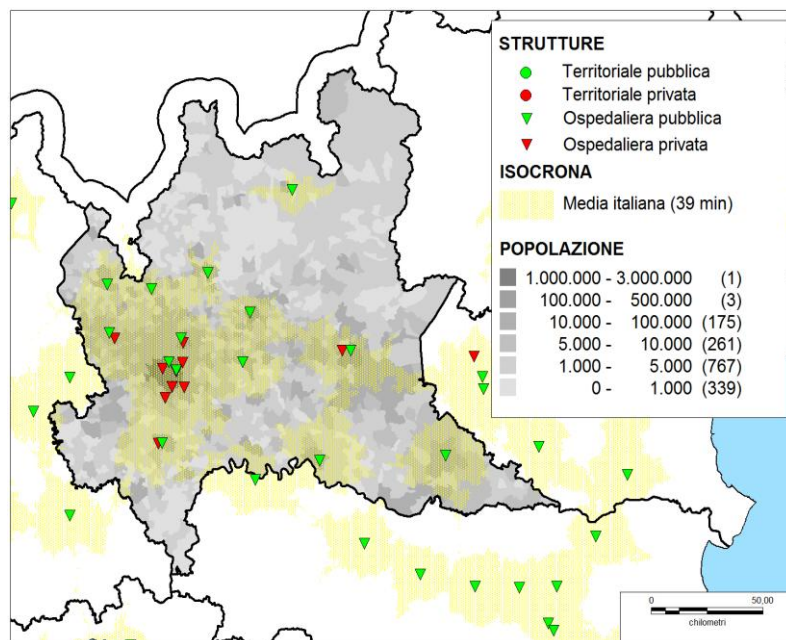 STRUTTURE
Territoriale pubblica
Territoriale privata
Ospedaliera pubblica
Ospedaliera privata
ISOCRONA
Media italiana (39 min)
POPOLAZIONE
1.000.000 - 3.000.000 (1)
100.000 - 500.000 (3)
10.000 - 100.000 (175)
5.000 - 10.000 (261)
1.000 - 5.000 (767)
0 - 1.000 (339)
0 50,00
chilometri